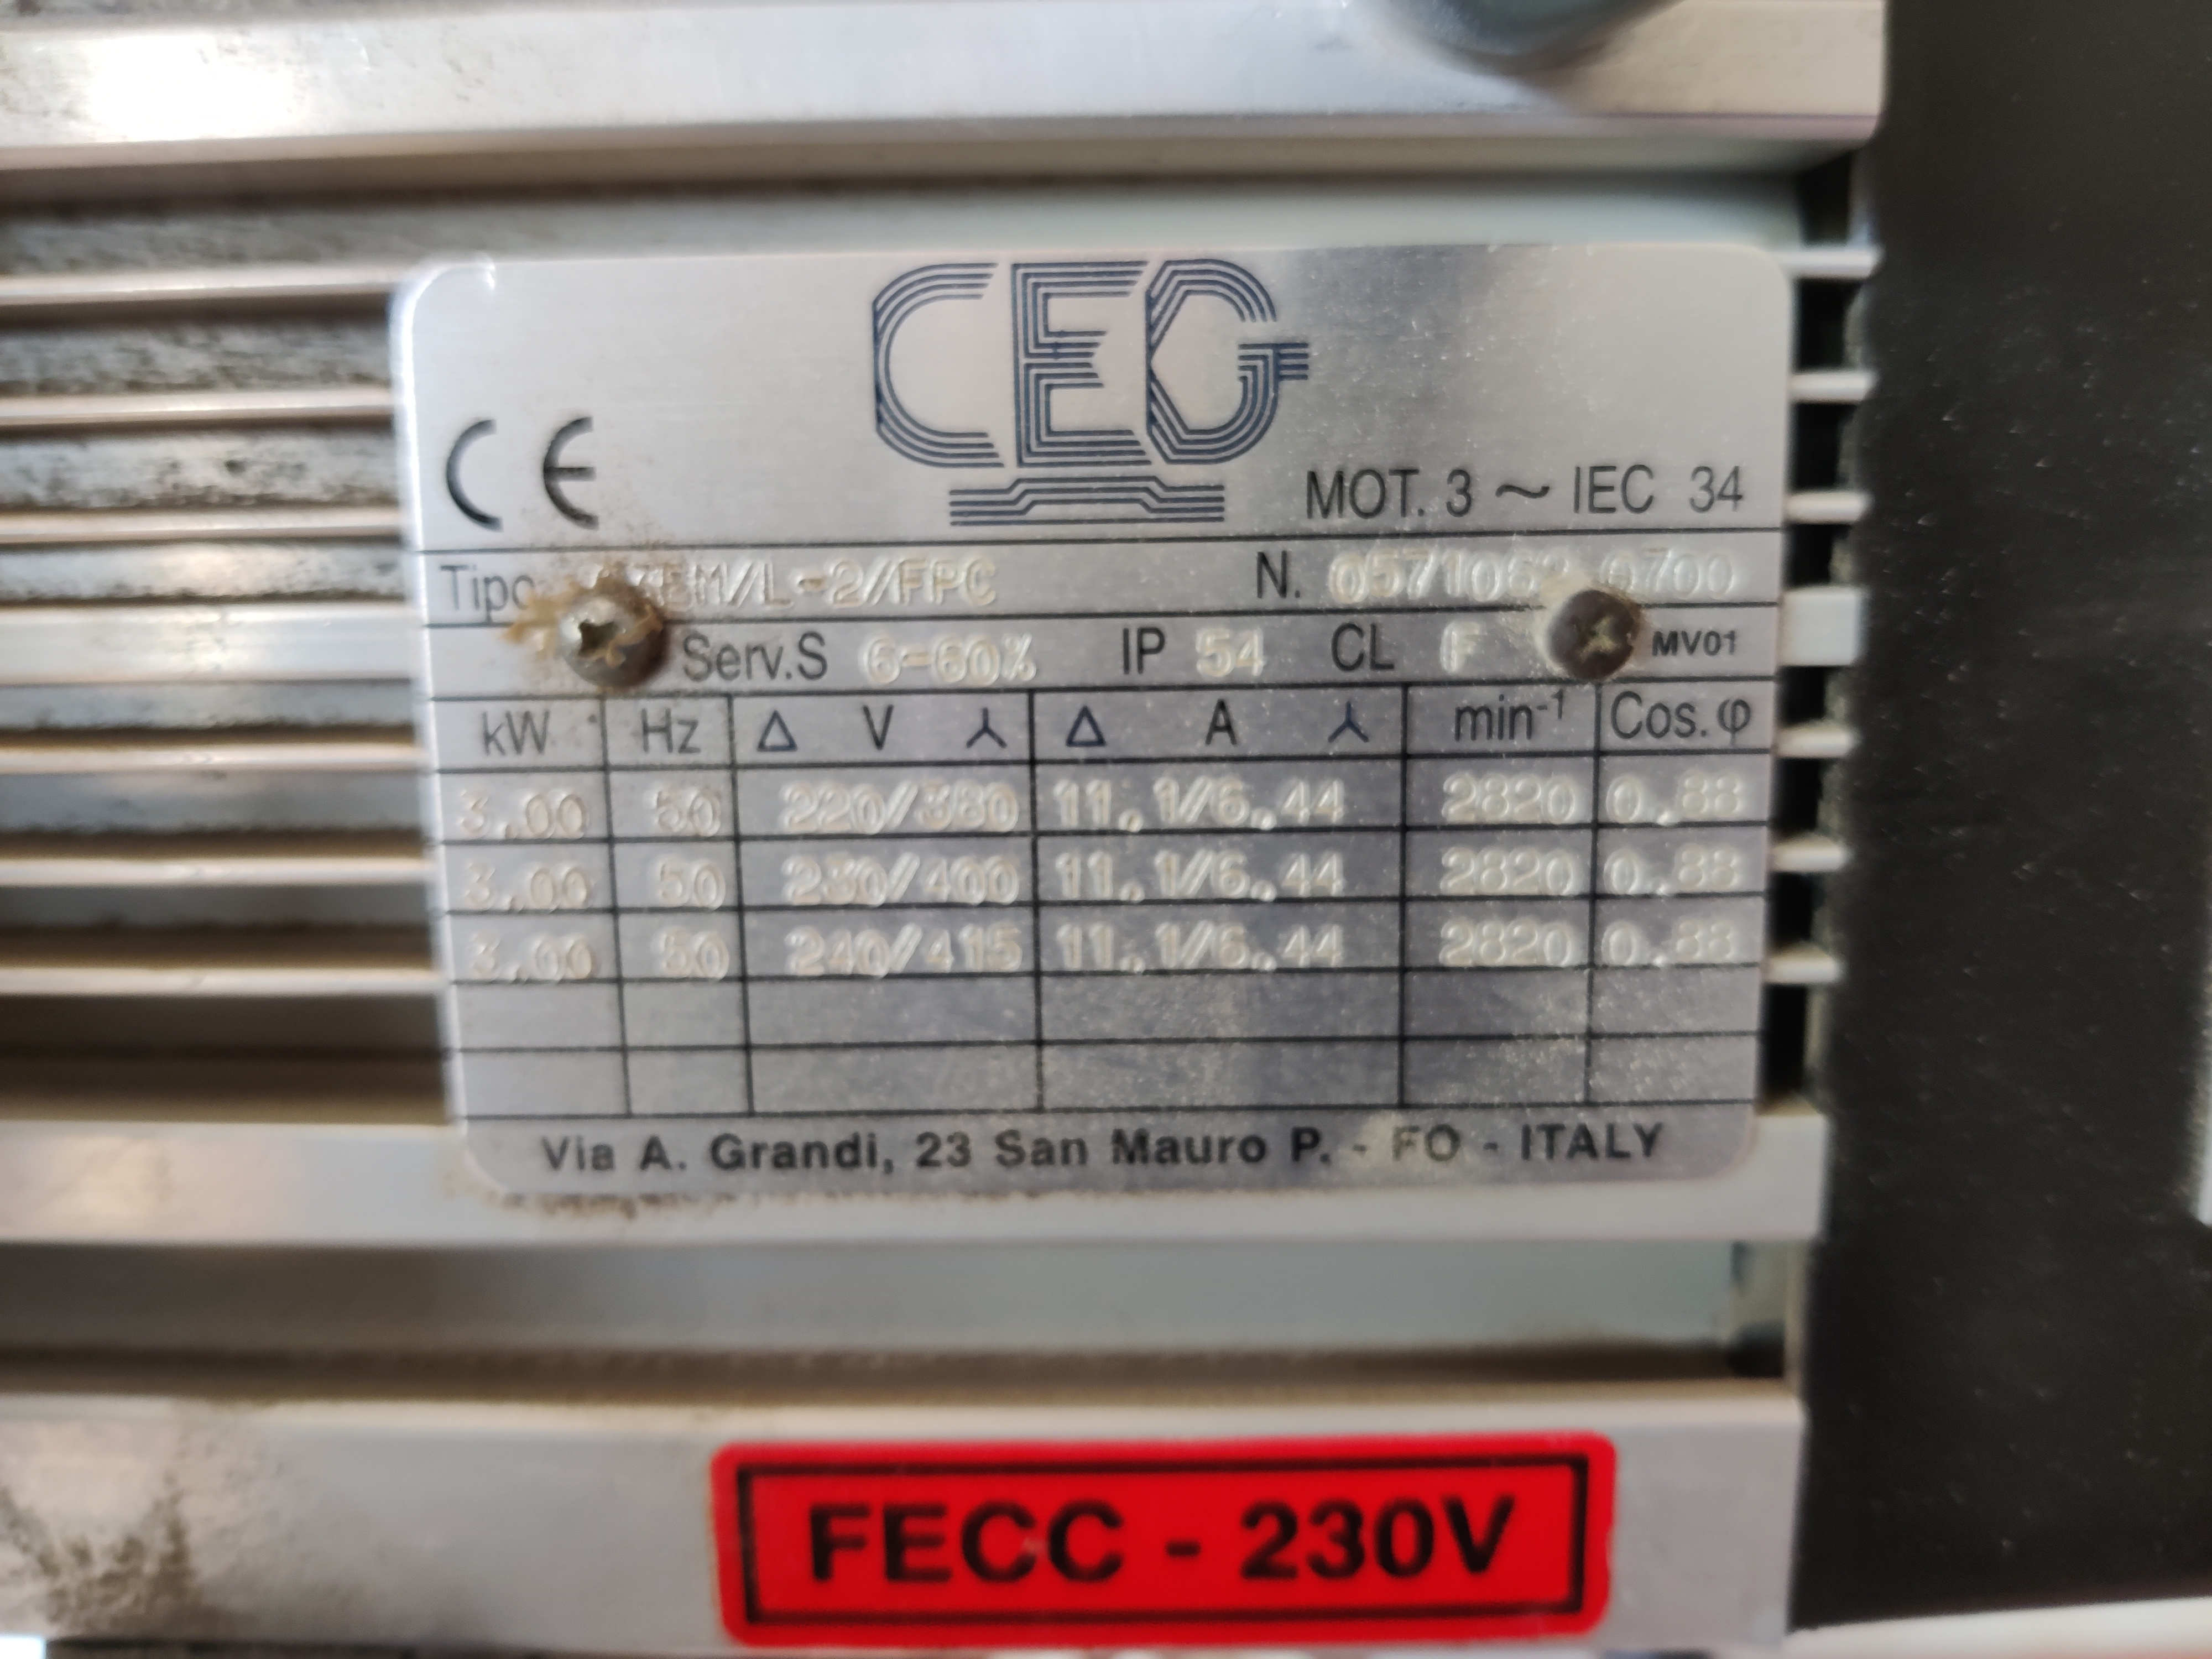 CEG
CE
MOT. 3 ~ IEC 34
Tipo M/L-2/FPC N.
Serv.S 6-60% IP 54 CL F MV01
kW Hz Δ V ⅄ Δ A ⅄ min-1 Cos. φ
3,00 50 220/380 11,1/6,44 2820 0,88
3,00 50 230/400 11,1/6,44 2820 0,88
3,00 50 240/415 11,1/6,44 2820 0,88
Via A. Grandi, 23 San Mauro P. - FO - ITALY
FECC - 230V